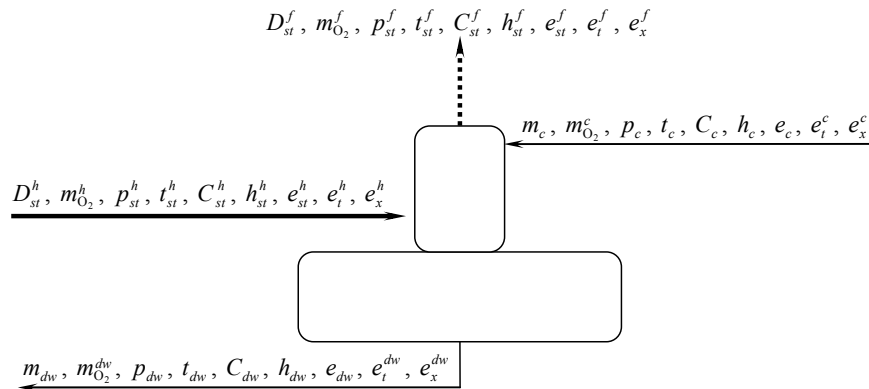 D_{st}^{f}, m_{O_2}^{f}, p_{st}^{f}, t_{st}^{f}, C_{st}^{f}, h_{st}^{f}, e_{st}^{f}, e_{t}^{f}, e_{x}^{f}
m_{c}, m_{O_2}^{c}, p_{c}, t_{c}, C_{c}, h_{c}, e_{c}, e_{t}^{c}, e_{x}^{c}
D_{st}^{h}, m_{O_2}^{h}, p_{st}^{h}, t_{st}^{h}, C_{st}^{h}, h_{st}^{h}, e_{st}^{h}, e_{t}^{h}, e_{x}^{h}
m_{dw}, m_{O_2}^{dw}, p_{dw}, t_{dw}, C_{dw}, h_{dw}, e_{dw}, e_{t}^{dw}, e_{x}^{dw}